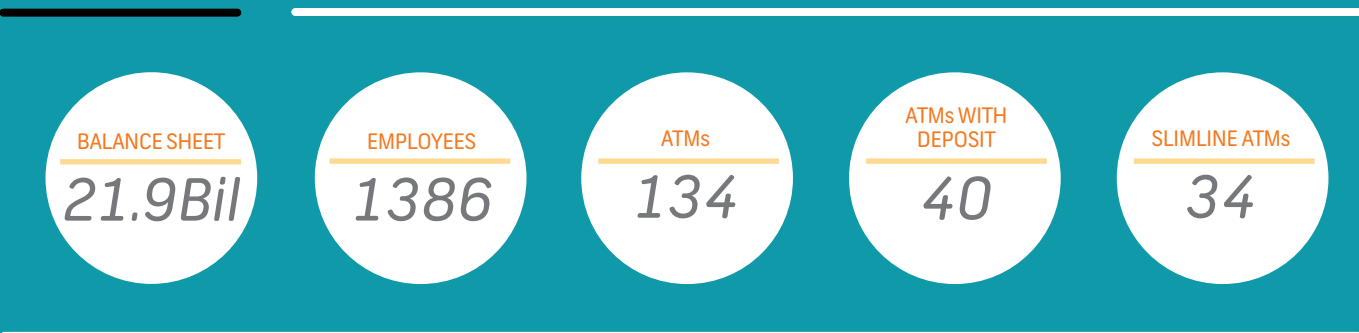 BALANCE SHEET
21.9Bil
EMPLOYEES
1386
ATMs
134
ATMs WITH
DEPOSIT
40
SLIMLINE ATMs
34